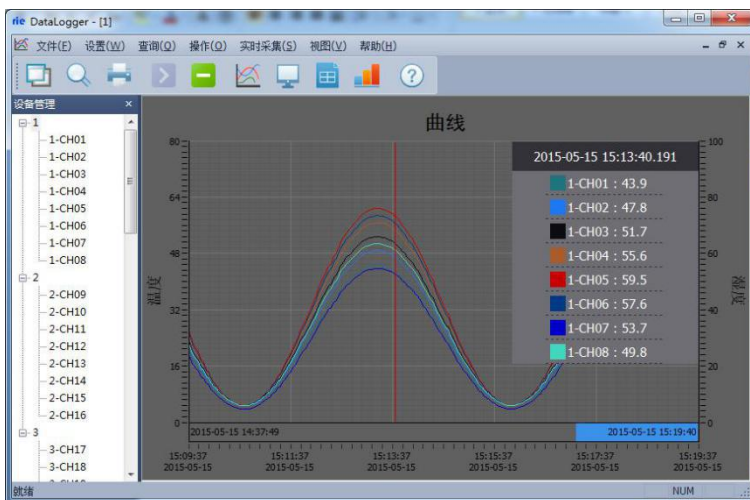 DataLogger - [1]
文件(F) 设置(W) 查询(Q) 操作(O) 实时采集(S) 视图(V) 帮助(H)
设备管理
1
1-CH01
1-CH02
1-CH03
1-CH04
1-CH05
1-CH06
1-CH07
1-CH08
2
2-CH09
2-CH10
2-CH11
2-CH12
2-CH13
2-CH14
2-CH15
2-CH16
3
3-CH17
3-CH18
曲线
80
64
48
32
16
0
温度
2015-05-15 15:13:40.191
1-CH01 : 43.9
1-CH02 : 47.8
1-CH03 : 51.7
1-CH04 : 55.6
1-CH05 : 59.5
1-CH06 : 57.6
1-CH07 : 53.7
1-CH08 : 49.8
100
80
60
40
20
0
湿度
2015-05-15 14:37:49
2015-05-15 15:19:40
15:09:37 15:11:37 15:13:37 15:15:37 15:17:37 15:19:37
2015-05-15 2015-05-15 2015-05-15 2015-05-15 2015-05-15 2015-05-15
就绪
NUM